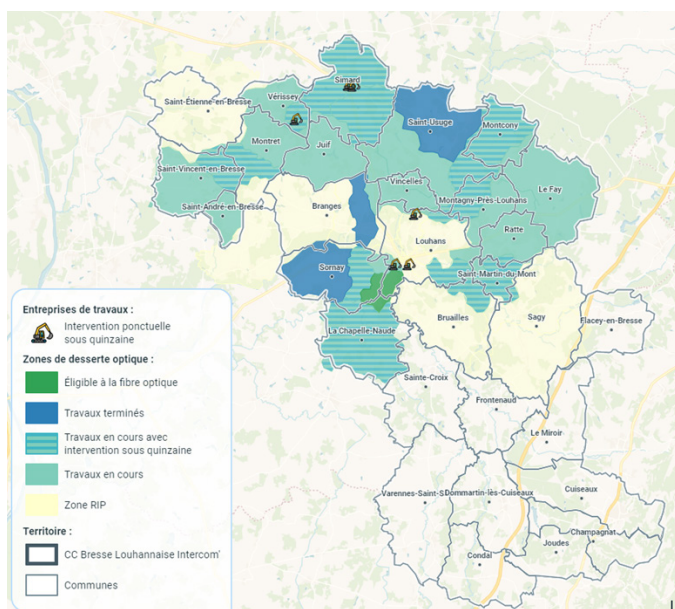 Simard
Vérissey
Saint-Étienne-en-Bresse
Saint-Usuge
Montcony
Montret
Juif
Saint-Vincent-en-Bresse
Vincelles
Le Fay
Montagny-Près-Louhans
Saint-André-en-Bresse
Branges
Ratte
Louhans
Sornay
Saint-Martin-du-Mont
Bruailles
Sagy
Flacey-en-Bresse
La Chapelle-Naude
Sainte-Croix
Frontenaud
Le Miroir
Varennes-Saint-S
Dommartin-lès-Cuiseaux
Cuiseaux
Champagnat
Joudes
Condal
Entreprises de travaux :
Intervention ponctuelle
sous quinzaine
Zones de desserte optique :
Éligible à la fibre optique
Travaux terminés
Travaux en cours avec
intervention sous quinzaine
Travaux en cours
Zone RIP
Territoire :
CC Bresse Louhannaise Intercom'
Communes